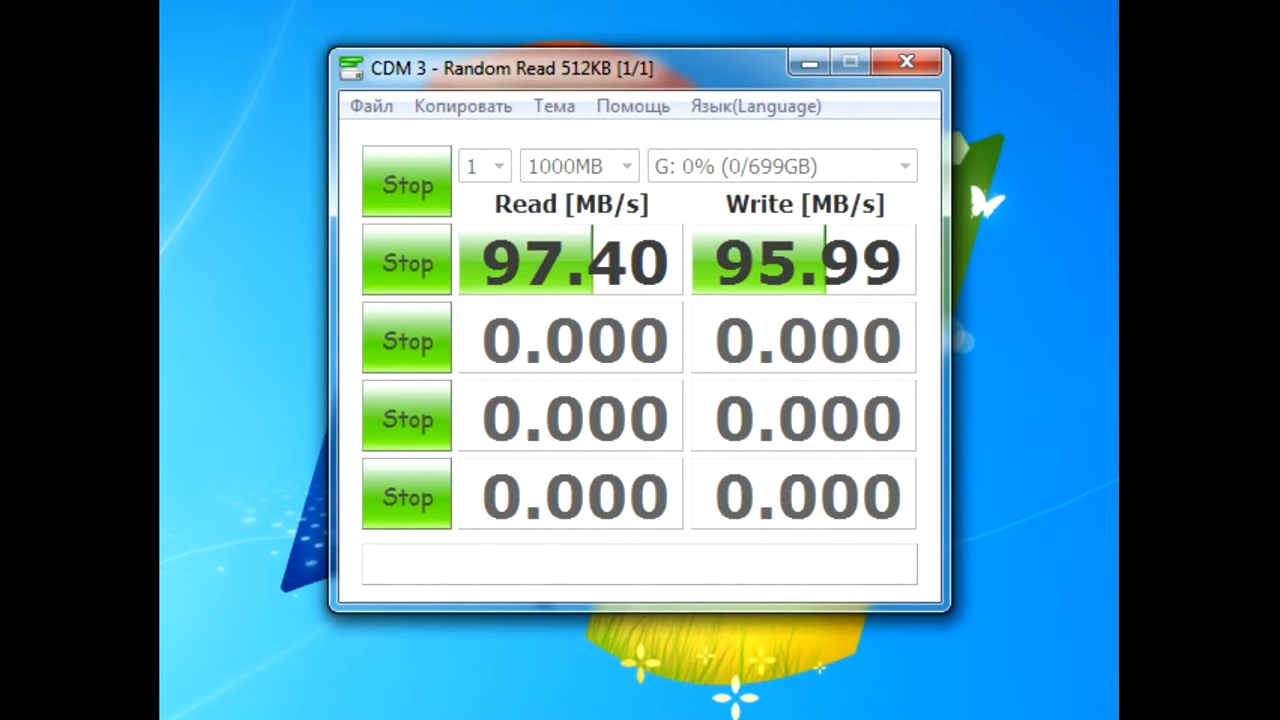 CDM 3 - Random Read 512KB [1/1]
Файл Копировать Тема Помощь Язык(Language)
Stop 1 1000MB G: 0% (0/699GB)
Read [MB/s] Write [MB/s]
Stop 97.40 95.99
Stop 0.000 0.000
Stop 0.000 0.000
Stop 0.000 0.000